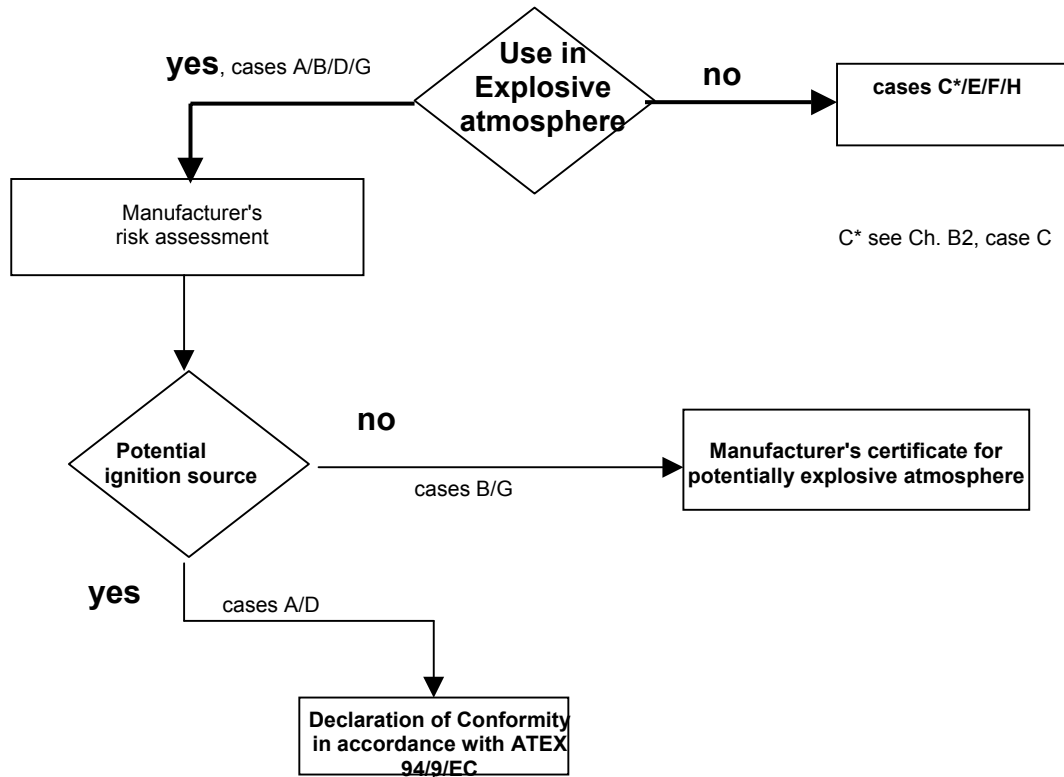 Use in
Explosive
atmosphere
yes, cases A/B/D/G
no
cases C*/E/F/H
Manufacturer's
risk assessment
C* see Ch. B2, case C
Potential
ignition source
no
cases B/G
Manufacturer's certificate for
potentially explosive atmosphere
yes
cases A/D
Declaration of Conformity
in accordance with ATEX
94/9/EC